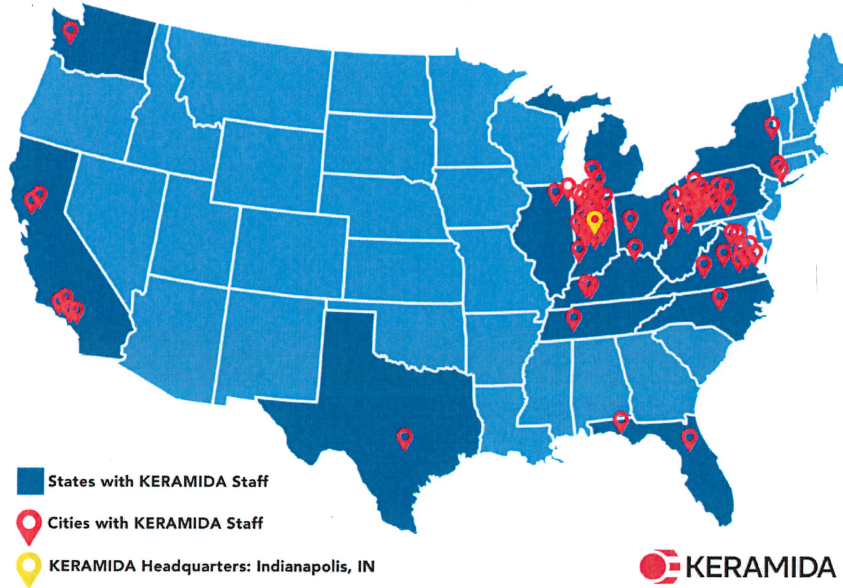 States with KERAMIDA Staff
Cities with KERAMIDA Staff
KERAMIDA Headquarters: Indianapolis, IN
KERAMIDA